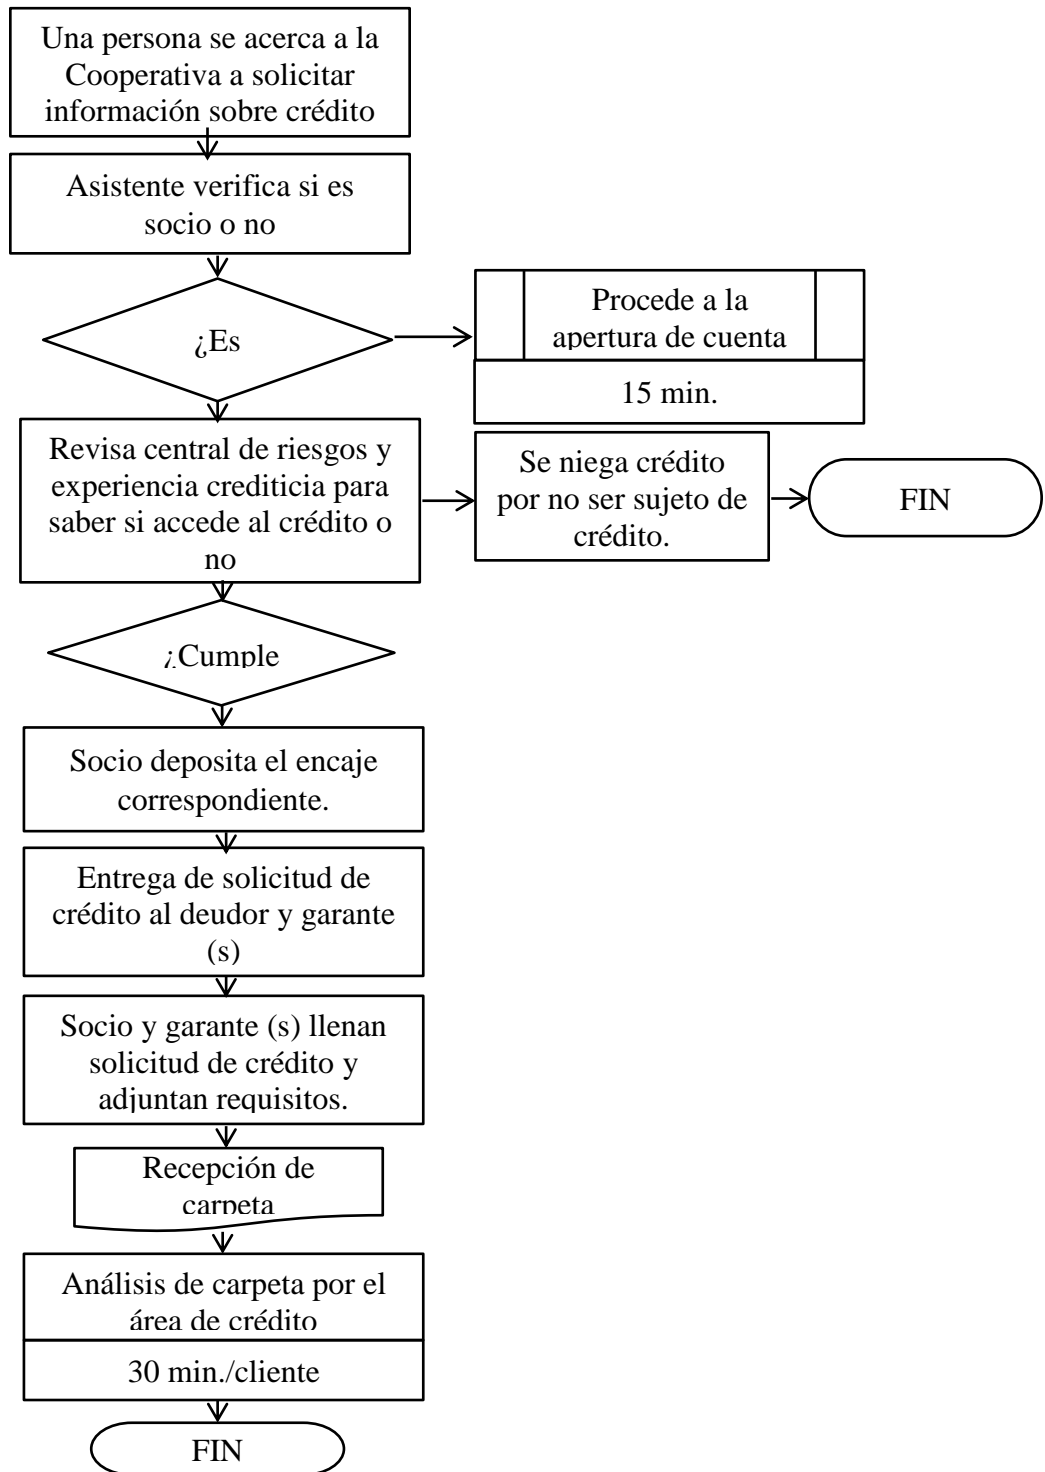 Una persona se acerca a la
Cooperativa a solicitar
información sobre crédito
Asistente verifica si es
socio o no
¿Es
Procede a la
apertura de cuenta
15 min.
Revisa central de riesgos y
experiencia crediticia para
saber si accede al crédito o
no
Se niega crédito
por no ser sujeto de
crédito.
FIN
¿Cumple
Socio deposita el encaje
correspondiente.
Entrega de solicitud de
crédito al deudor y garante
(s)
Socio y garante (s) llenan
solicitud de crédito y
adjuntan requisitos.
Recepción de
carpeta
Análisis de carpeta por el
área de crédito
30 min./cliente
FIN